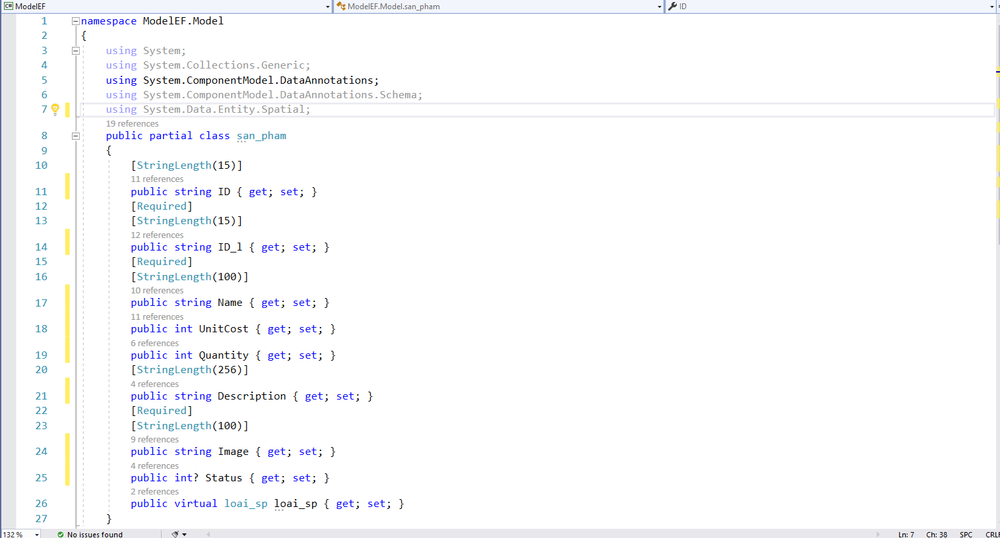 C# ModelEF ModelEF.Model.san_pham ID
1 namespace ModelEF.Model
2 {
3 using System;
4 using System.Collections.Generic;
5 using System.ComponentModel.DataAnnotations;
6 using System.ComponentModel.DataAnnotations.Schema;
7 using System.Data.Entity.Spatial;
19 references
8 public partial class san_pham
9 {
10 [StringLength(15)]
11 references
11 public string ID { get; set; }
12 [Required]
13 [StringLength(15)]
12 references
14 public string ID_l { get; set; }
15 [Required]
16 [StringLength(100)]
10 references
17 public string Name { get; set; }
11 references
18 public int UnitCost { get; set; }
6 references
19 public int Quantity { get; set; }
20 [StringLength(256)]
4 references
21 public string Description { get; set; }
22 [Required]
23 [StringLength(100)]
9 references
24 public string Image { get; set; }
4 references
25 public int? Status { get; set; }
2 references
26 public virtual loai_sp loai_sp { get; set; }
27 }
132 % No issues found Ln: 7 Ch: 38 SPC CRLF